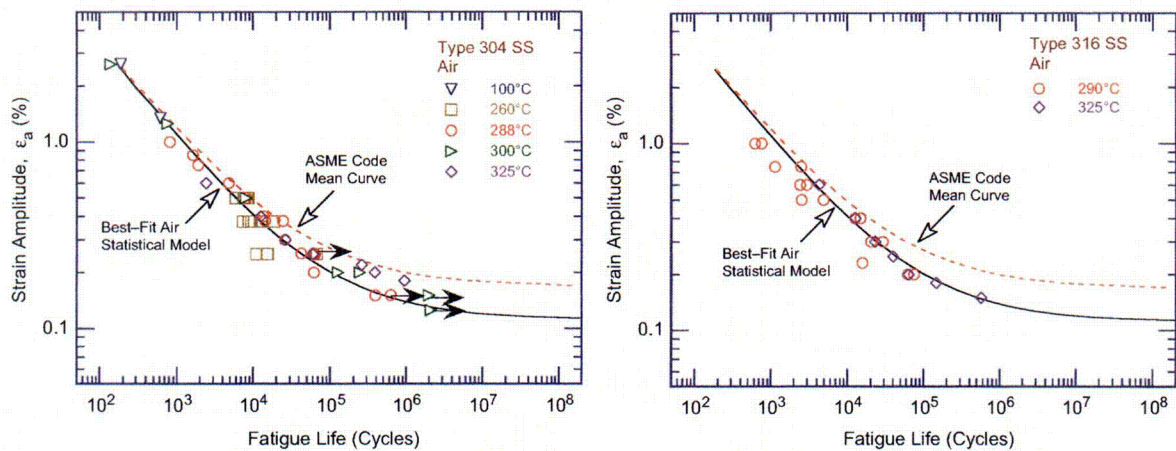 Type 304 SS
Air
100°C
260°C
288°C
300°C
325°C
ASME Code
Mean Curve
Best–Fit Air
Statistical Model
Strain Amplitude, εa (%)
1.0
0.1
10² 10³ 10⁴ 10⁵ 10⁶ 10⁷ 10⁸
Fatigue Life (Cycles)
Type 316 SS
Air
290°C
325°C
ASME Code
Mean Curve
Best–Fit Air
Statistical Model
Strain Amplitude, εa (%)
1.0
0.1
10² 10³ 10⁴ 10⁵ 10⁶ 10⁷ 10⁸
Fatigue Life (Cycles)